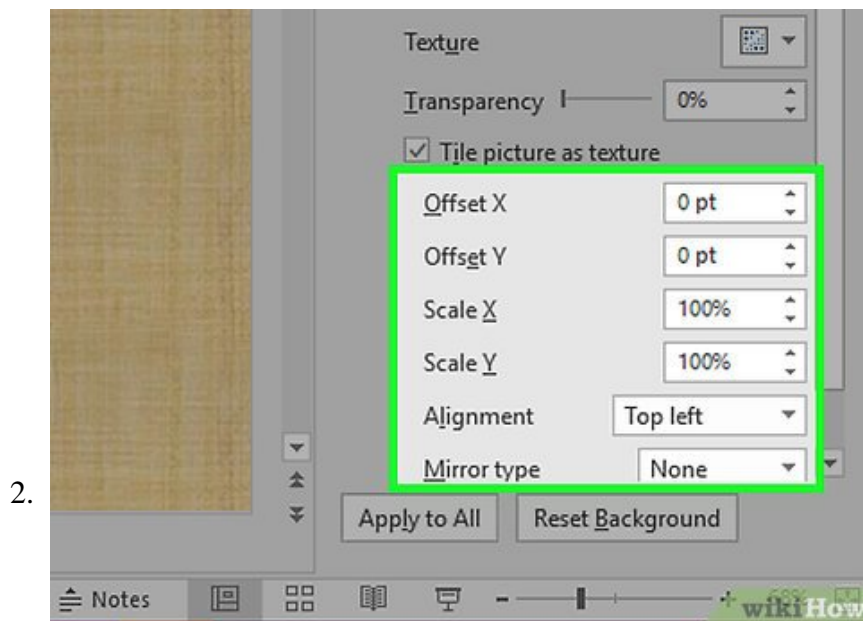 Texture
Transparency 0%
Tile picture as texture
Offset X 0 pt
Offset Y 0 pt
Scale X 100%
Scale Y 100%
Alignment Top left
Mirror type None
2.
Apply to All Reset Background
Notes - +
wikiHow